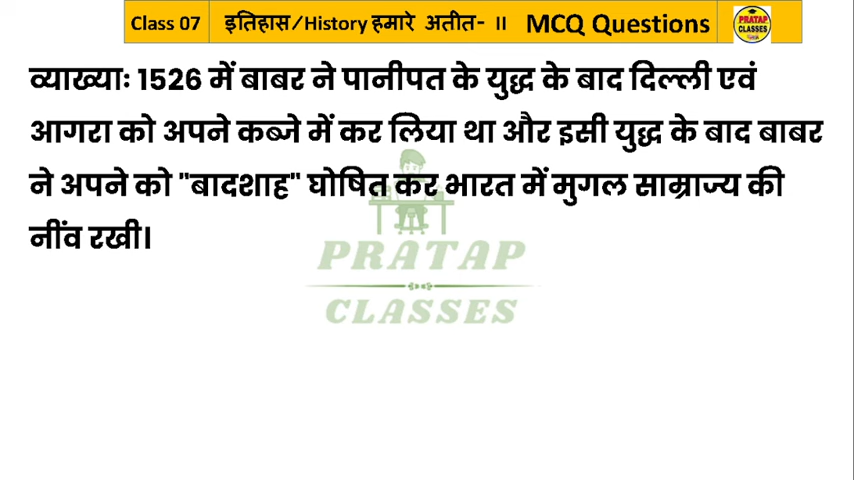 Class 07 इतिहास/History हमारे अतीत- ॥ MCQ Questions
PRATAP
CLASSES
व्याख्याः 1526 में बाबर ने पानीपत के युद्ध के बाद दिल्ली एवं
आगरा को अपने कब्जे में कर लिया था और इसी युद्ध के बाद बाबर
ने अपने को "बादशाह" घोषित कर भारत में मुगल साम्राज्य की
नींव रखी।
PRATAP
CLASSES